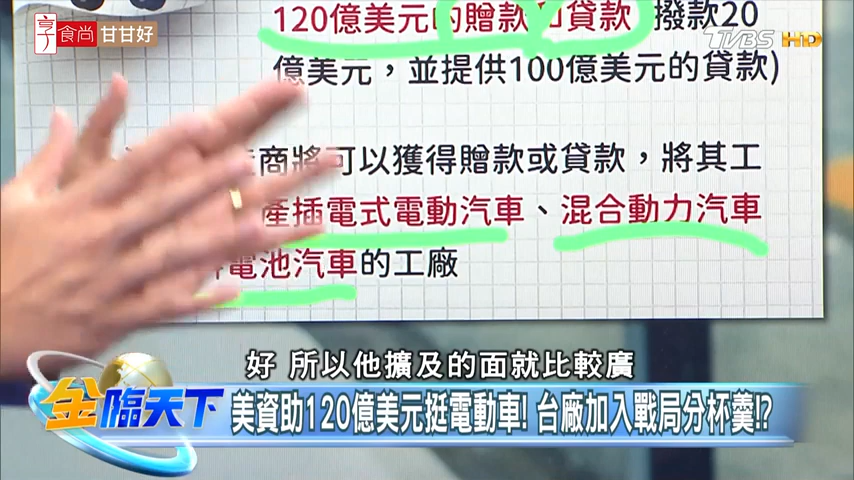 享食尚 甘甘好
TVBS HD
120億美元的贈款和貸款 撥款20
億美元，並提供100億美元的貸款)
商將可以獲得贈款或貸款，將其工
產插電式電動汽車、混合動力汽車
電池汽車的工廠
好 所以他擴及的面就比較廣
金臨天下
美資助120億美元挺電動車! 台廠加入戰局分杯羹!?